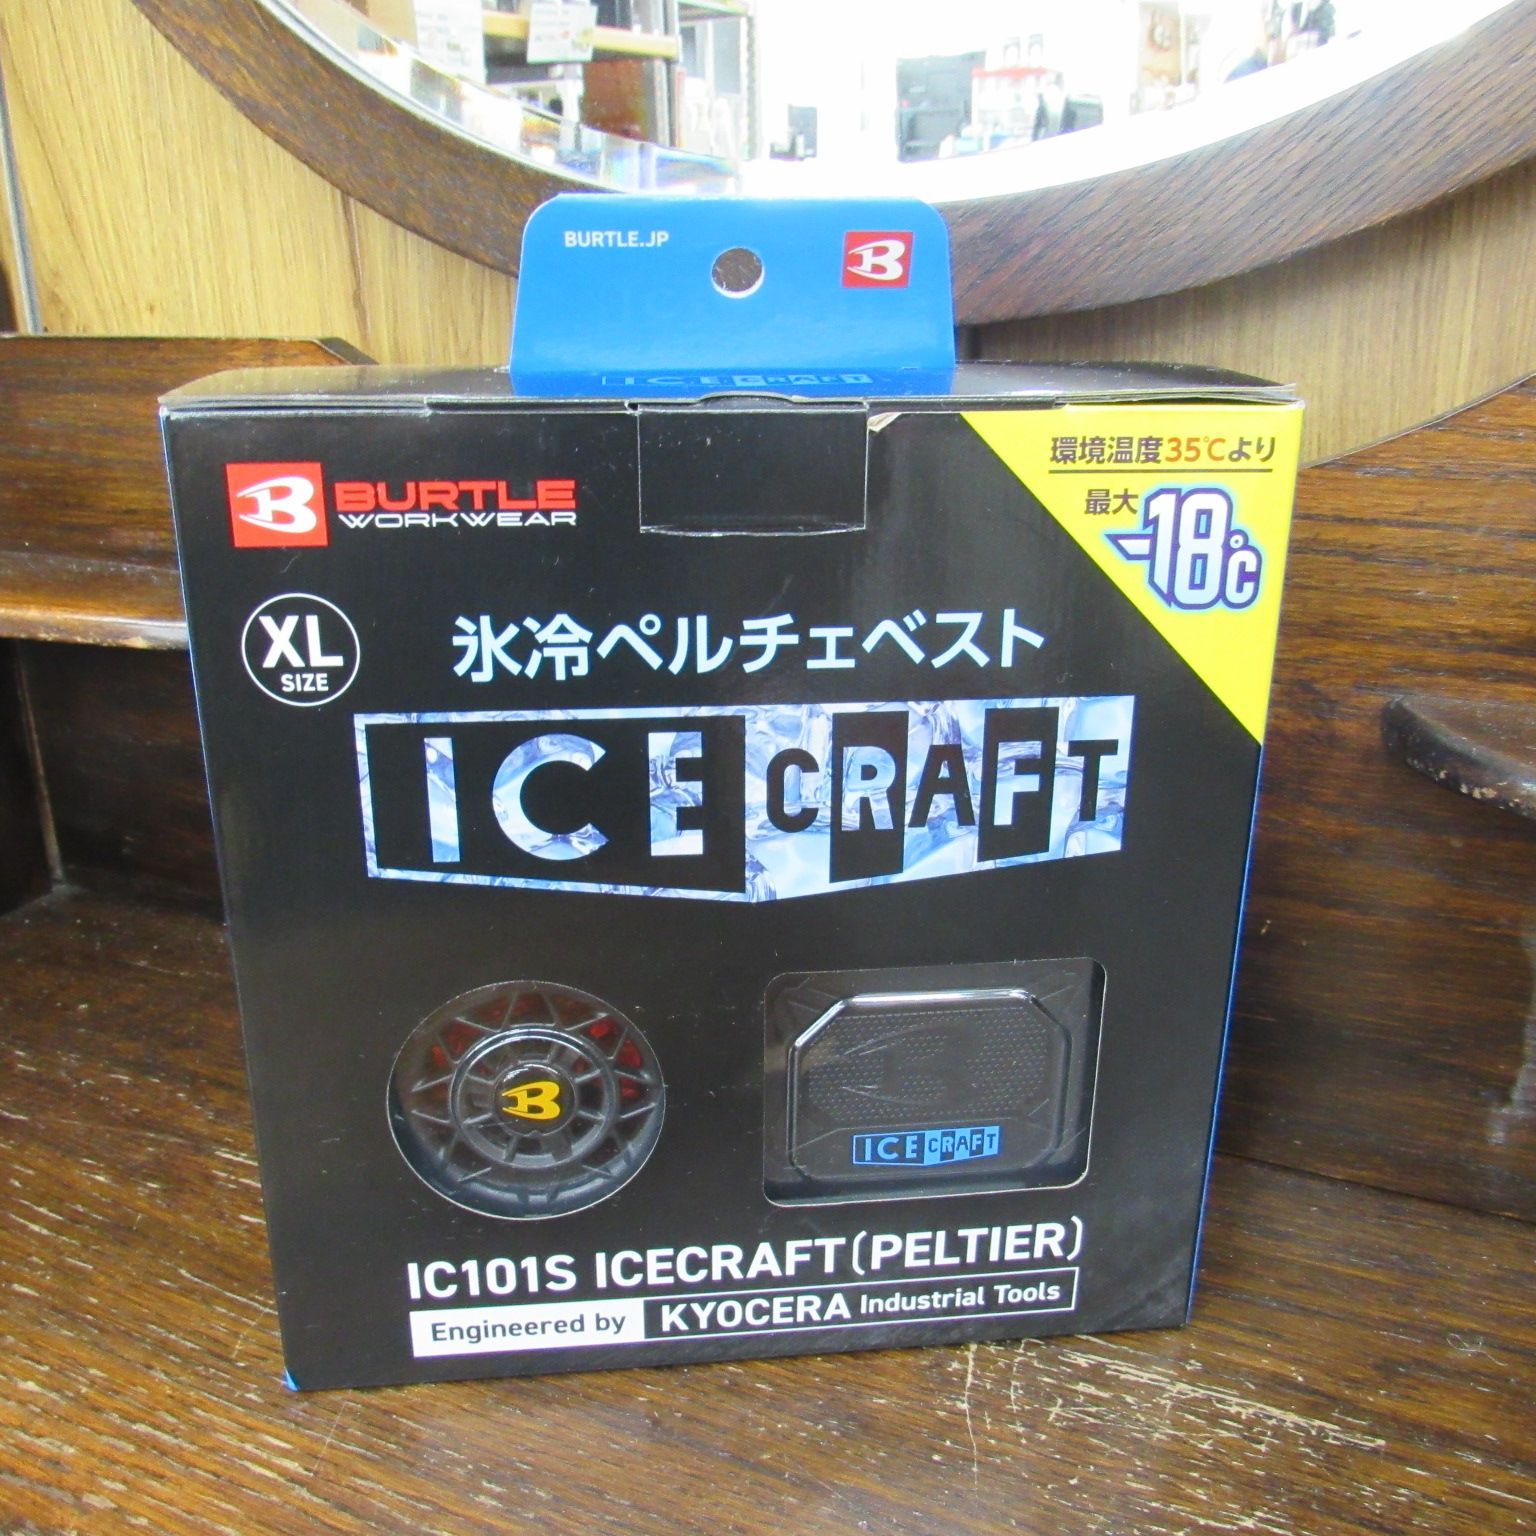 BURTLE.JP
B
ICE CRAFT
環境温度35℃より
最大-18℃
B BURTLE
WORKWEAR
XL
SIZE
氷冷ペルチェベスト
ICE CRAFT
B
ICE CRAFT
IC101S ICECRAFT(PELTIER)
Engineered by KYOCERA Industrial Tools